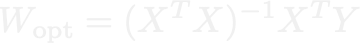 W_opt = (X^T X)^{-1} X^T Y